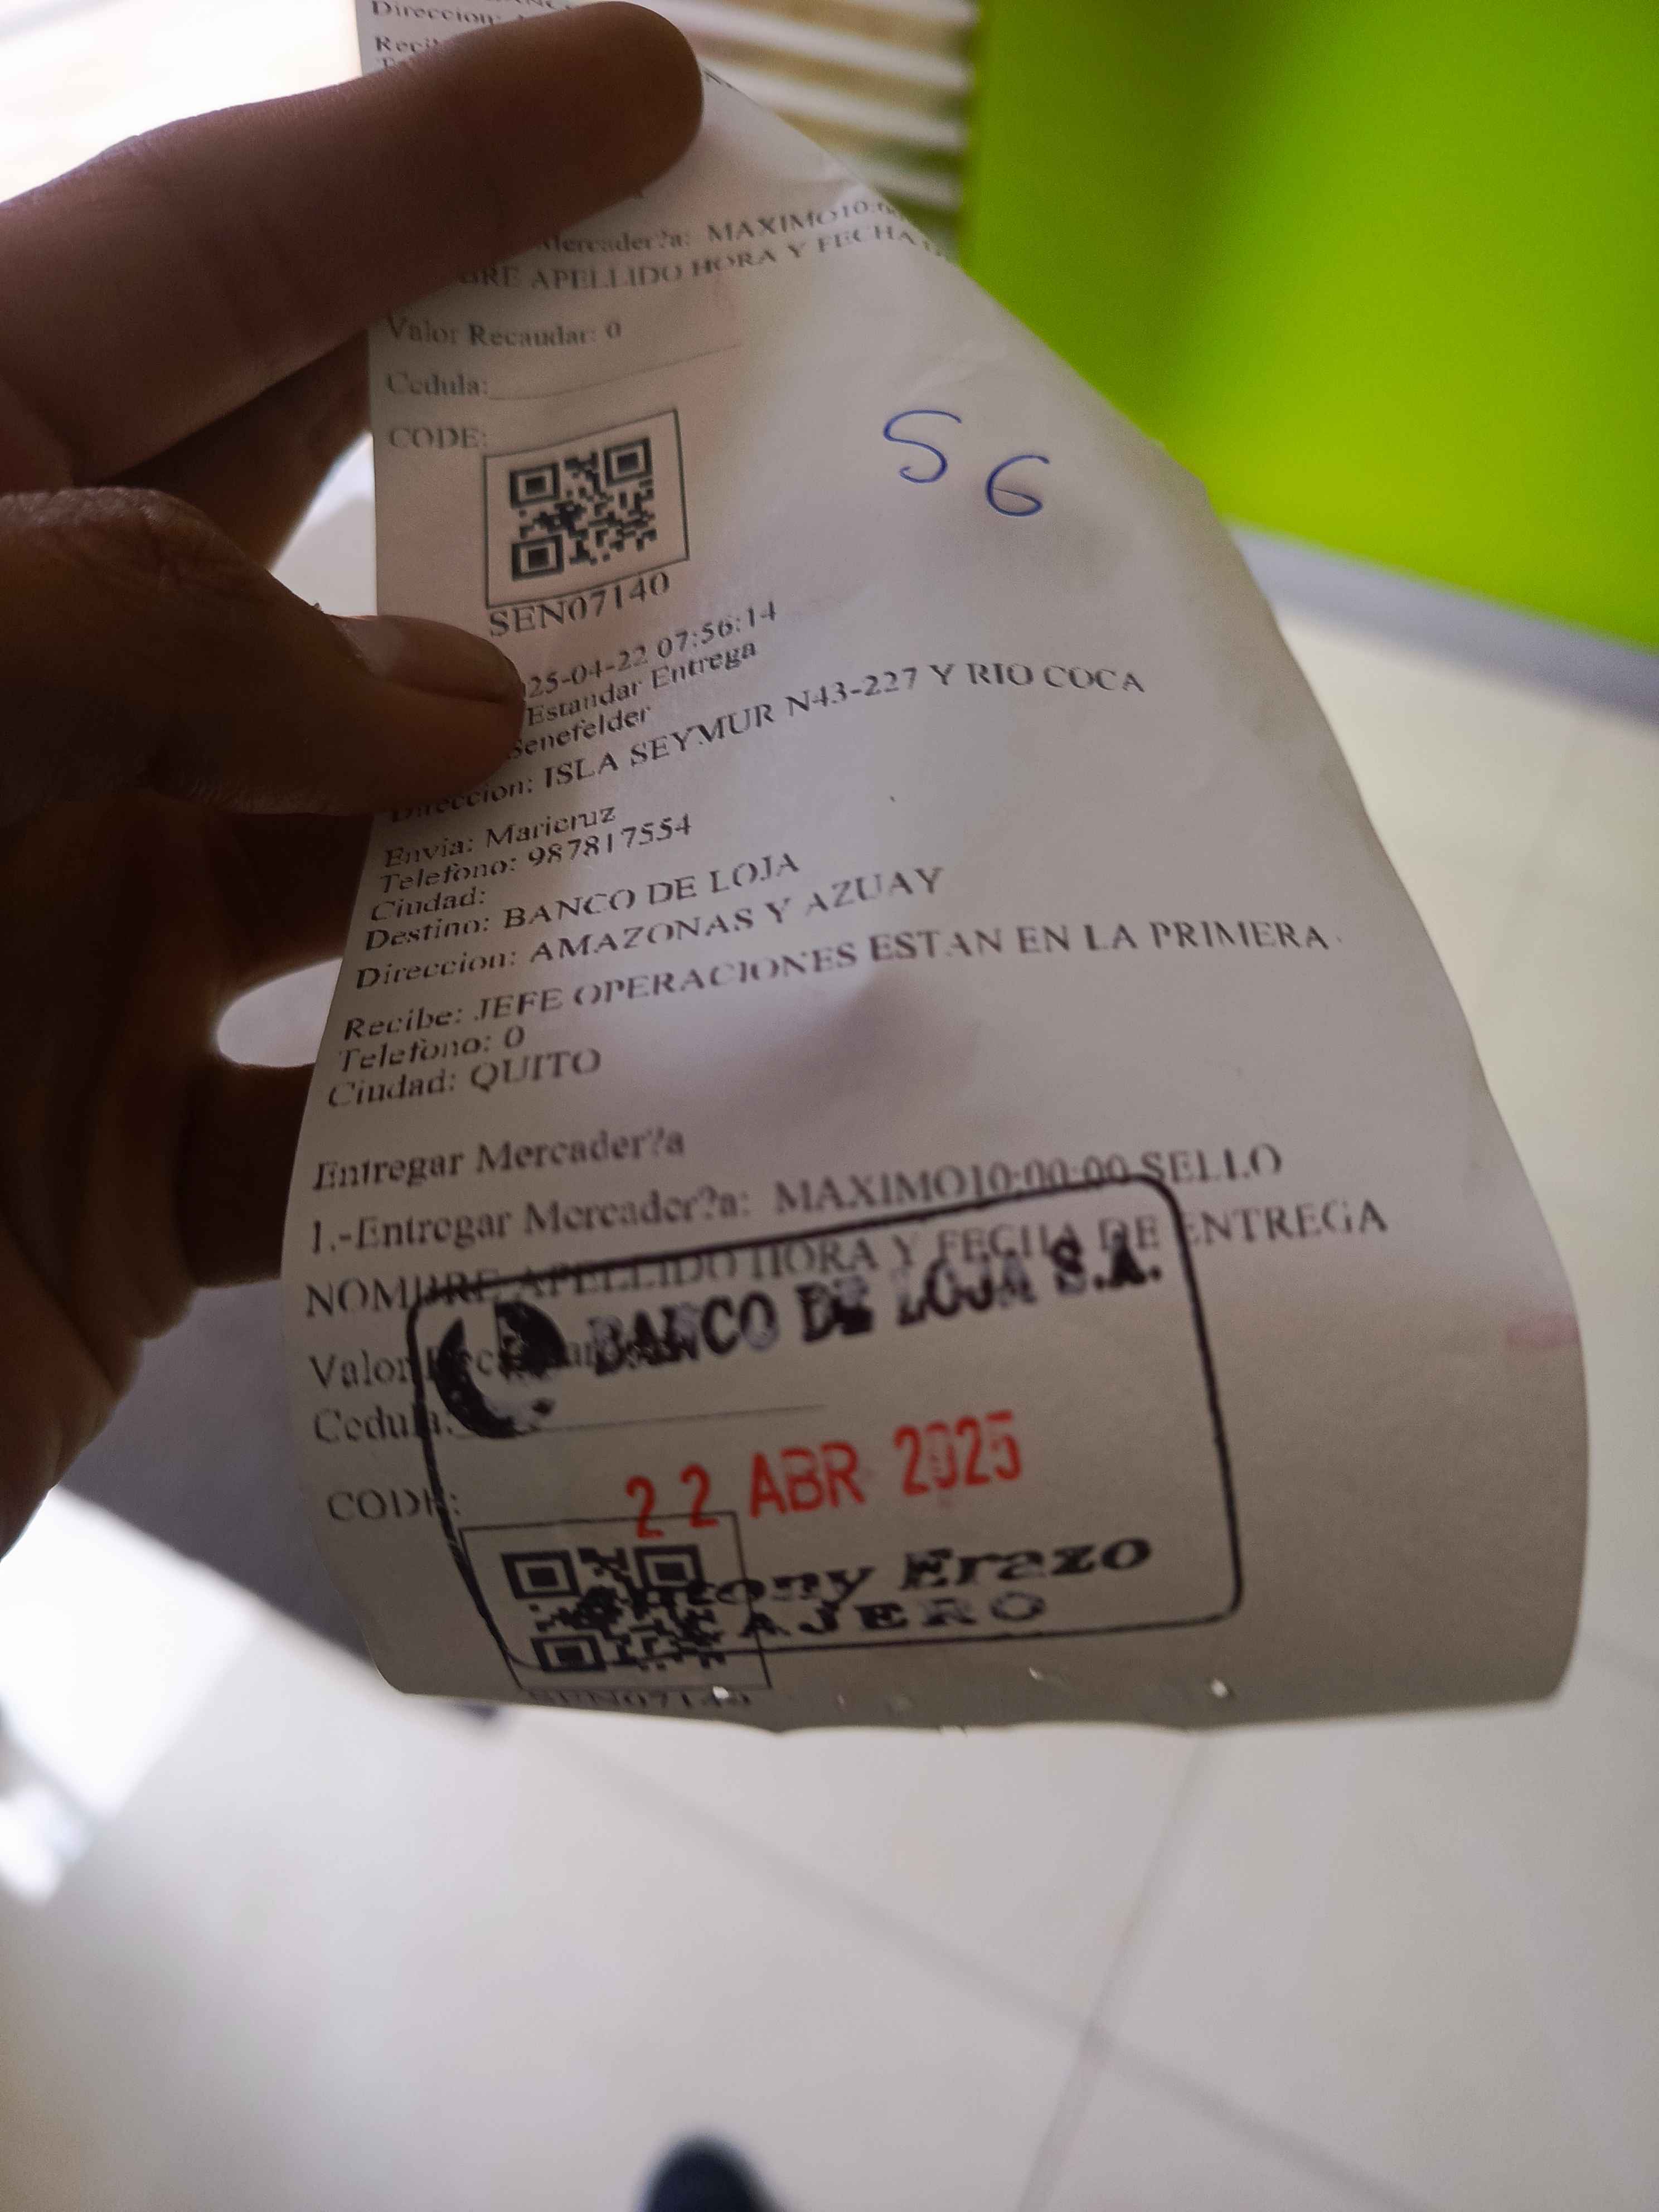 Direccion:
Mercader?a: MAXIMO10:0
BRE APELLIDO HORA Y FECHA
Valor Recaudar: 0
Cedula:
CODE:
S G
SEN07140
25-04-22 07:56:14
Estandar Entrega
Senefelder
Direccion: ISLA SEYMUR N43-227 Y RIO COCA
Envia: Maricruz
Telefono: 987817554
Ciudad:
Destino: BANCO DE LOJA
Direccion: AMAZONAS Y AZUAY
Recibe: JEFE OPERACIONES ESTAN EN LA PRIMERA
Telefono: 0
Ciudad: QUITO
Entregar Mercader?a
1.-Entregar Mercader?a: MAXIMO10:00:00 SELLO
NOMBRE APELLIDO HORA Y FECHA DE ENTREGA
BANCO DE LOJA S.A.
Valor
Cedula:
22 ABR 2025
CODE:
Erazo
CAJERO
SEN07140